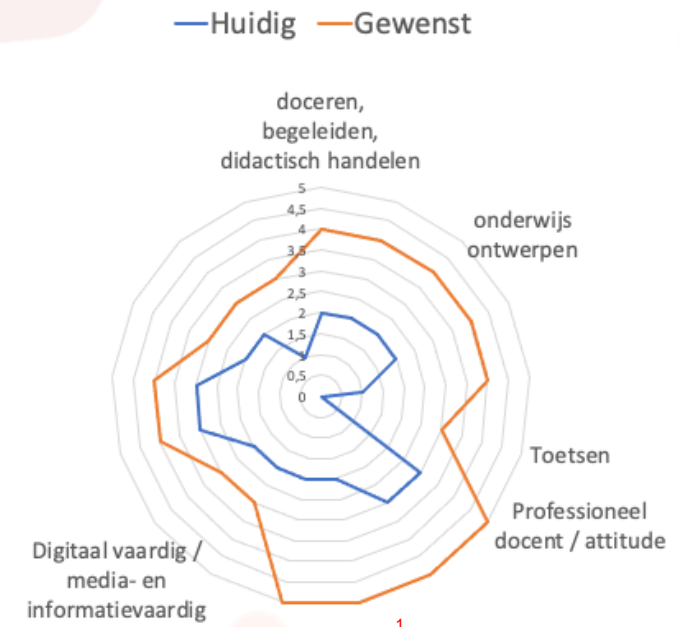 Huidig Gewenst
doceren,
begeleiden,
didactisch handelen
5
4,5
4
3,5
3
2,5
2
1,5
1
0,5
0
onderwijs
ontwerpen
Toetsen
Professioneel
docent / attitude
Digitaal vaardig /
media- en
informatievaardig
1